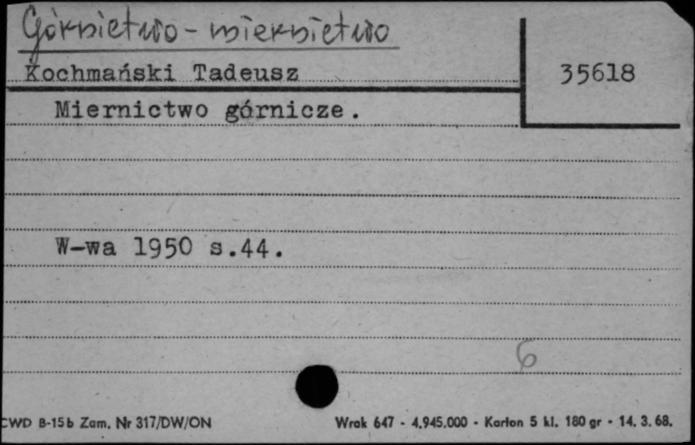 Górnictwo - miernictwo
Kochmański Tadeusz
35618
Miernictwo górnicze.
W-wa 1950 s.44.
6
CWD B-15b Zam. Nr 317/DW/ON
Wrak 647 - 4.945.000 - Karton 5 kl. 180 gr - 14. 3. 68.